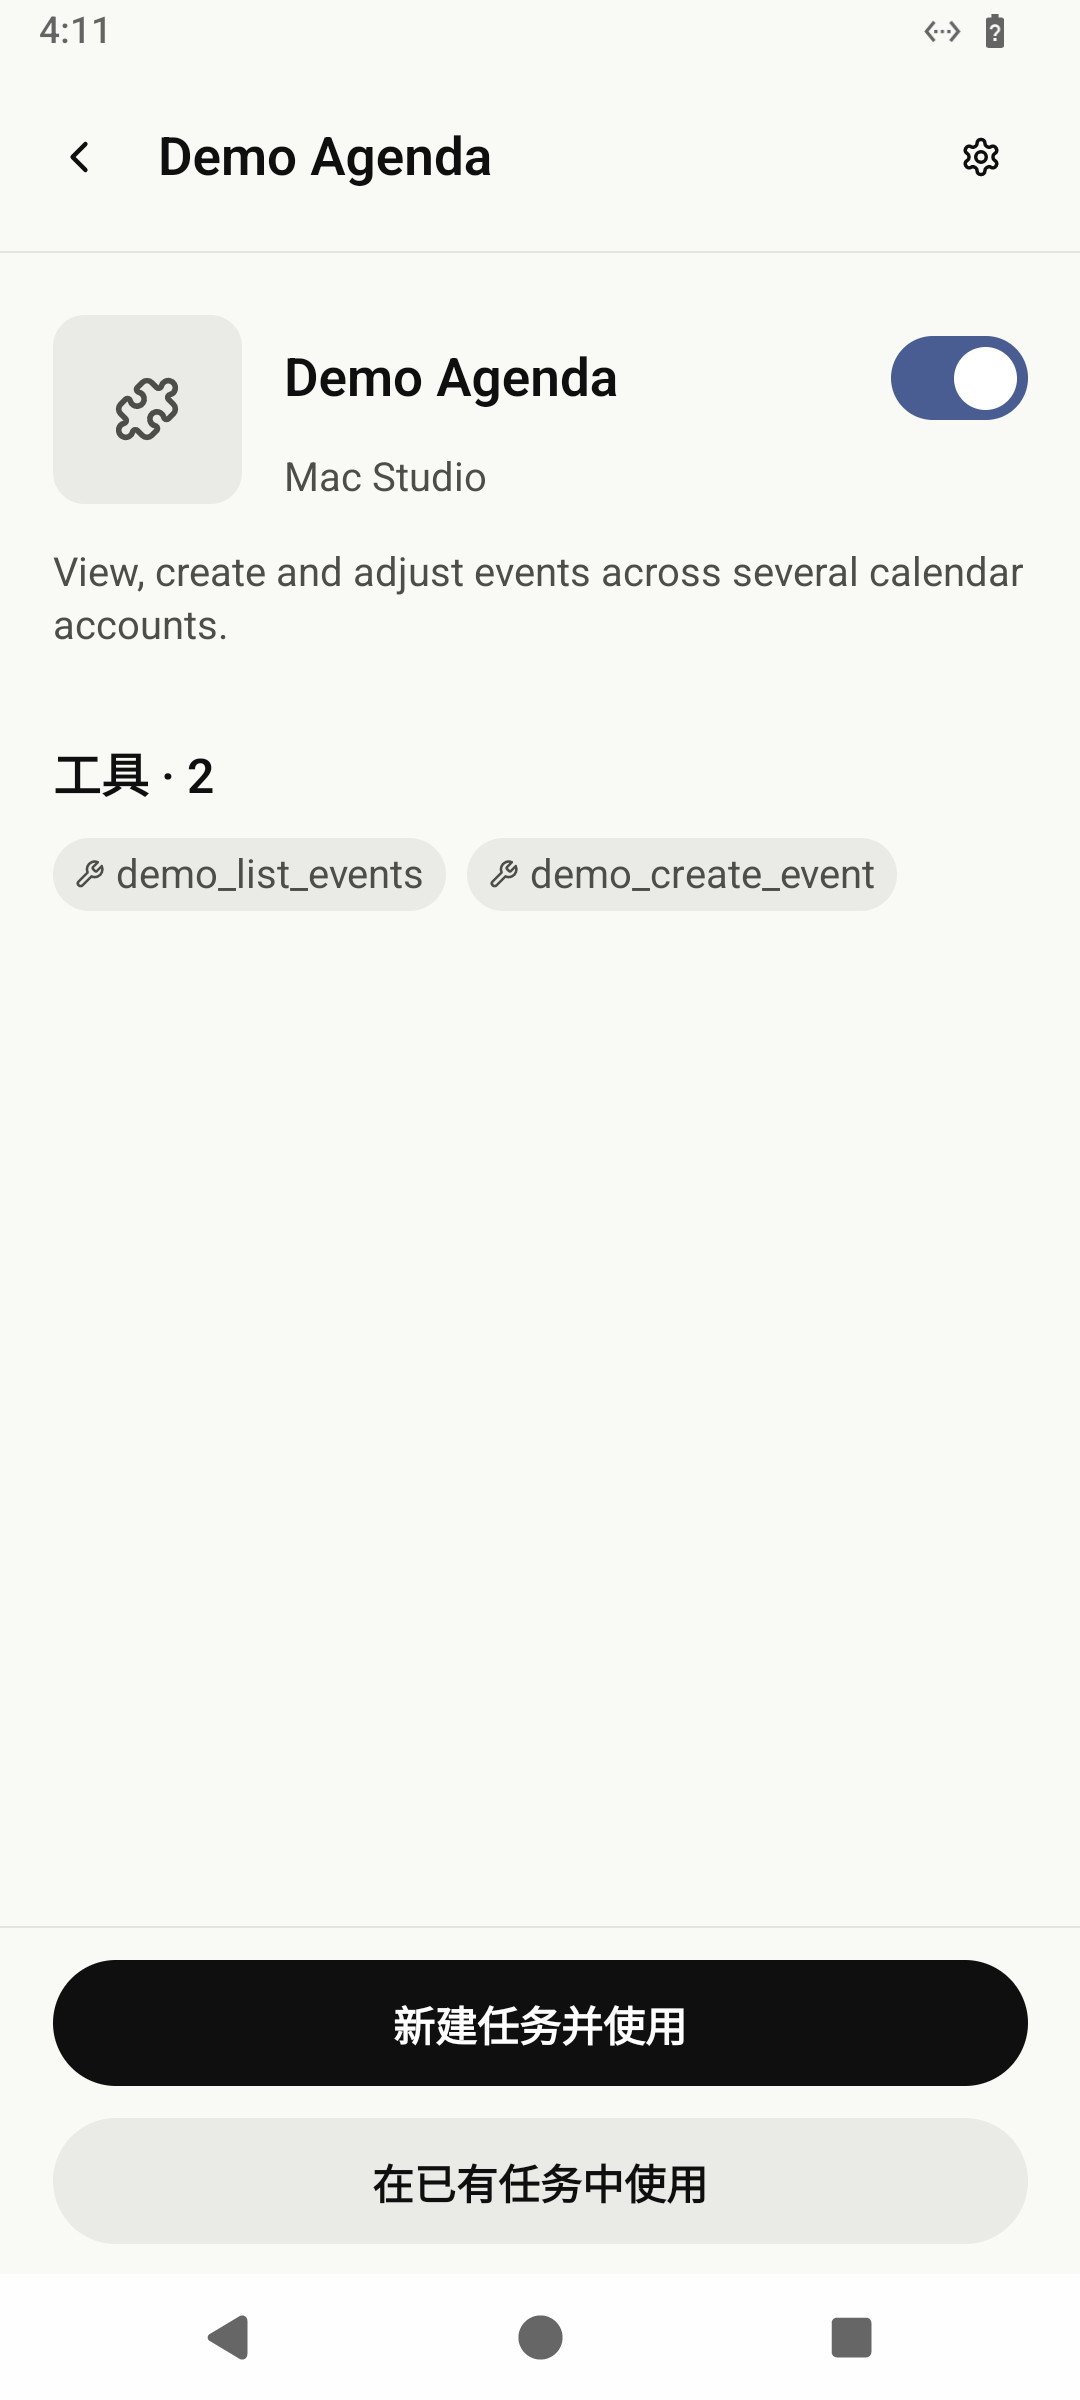 4:11
Demo Agenda
Demo Agenda
Mac Studio
View, create and adjust events across several calendar
accounts.
工具 · 2
demo_list_events
demo_create_event
新建任务并使用
在已有任务中使用